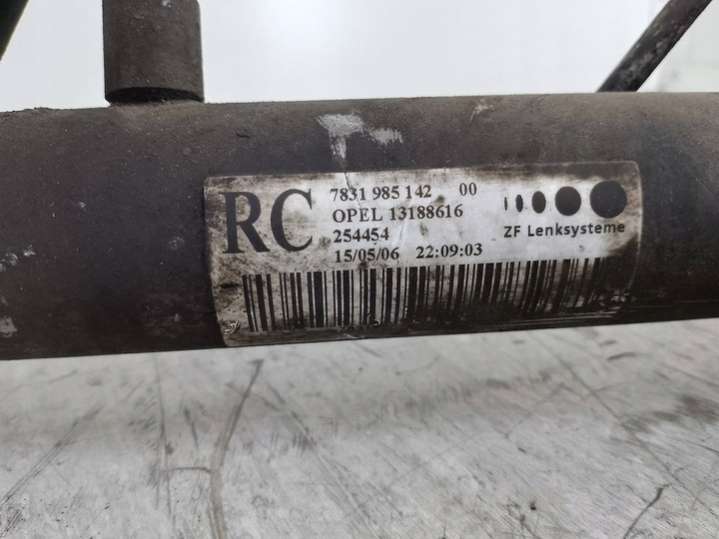 RC
7831 985 142 00
OPEL 13188616
254454
15/05/06 22:09:03
ZF Lenksysteme